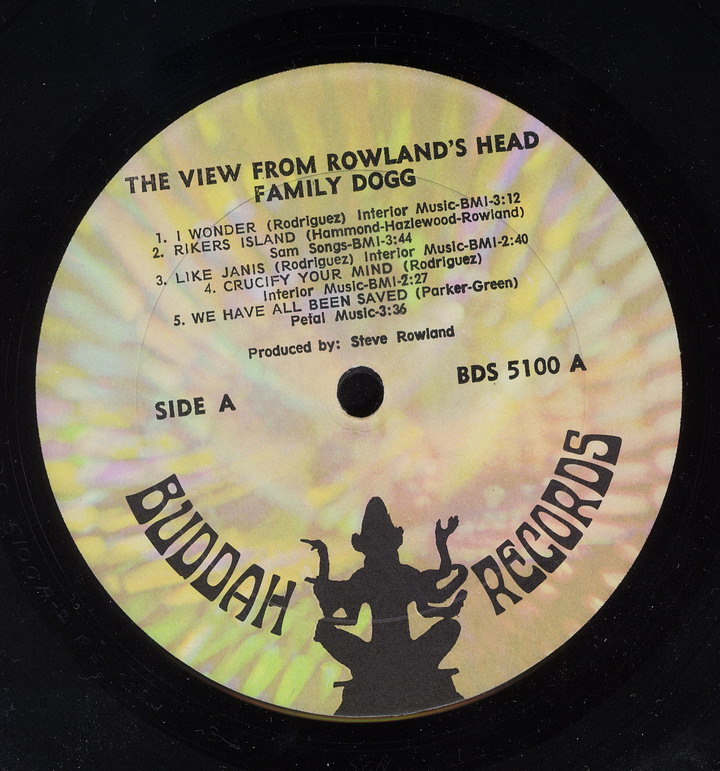 THE VIEW FROM ROWLAND'S HEAD
FAMILY DOGG
1. I WONDER (Rodriguez) Interior Music-BMI-3:12
2. RIKERS ISLAND (Hammond-Hazlewood-Rowland)
Sam Songs-BMI-3:44
3. LIKE JANIS (Rodriguez) Interior Music-BMI-2:40
4. CRUCIFY YOUR MIND (Rodriguez)
Interior Music-BMI-2:27
5. WE HAVE ALL BEEN SAVED (Parker-Green)
Petal Music-3:36
Produced by: Steve Rowland
SIDE A
BDS 5100 A
BUDDAH RECORDS